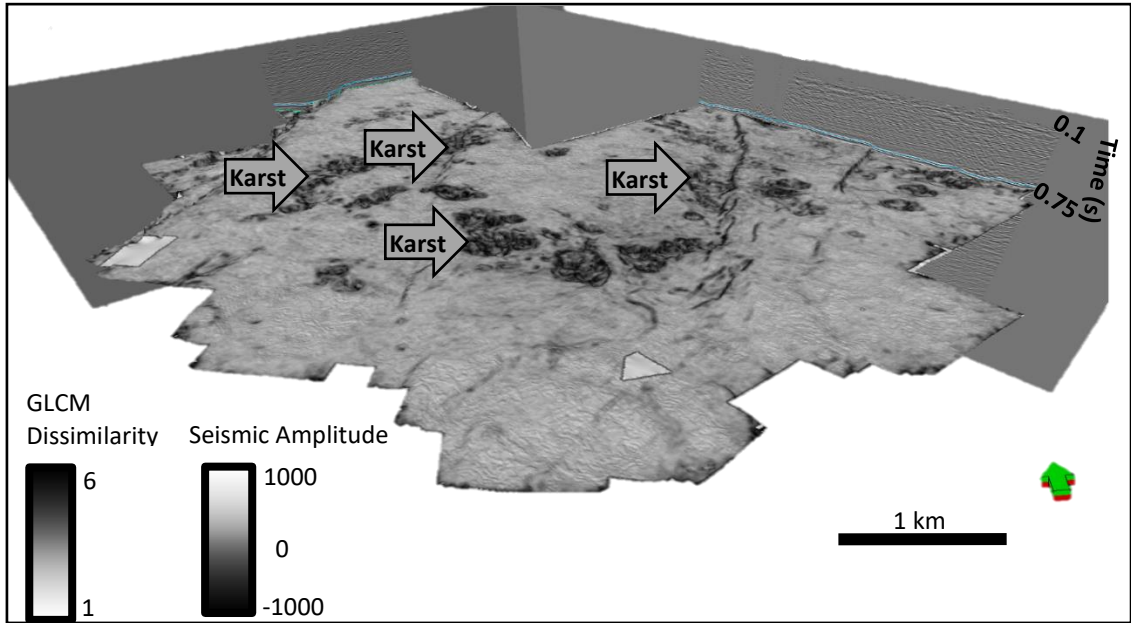 Karst
Karst
Karst
Karst
0.1
Time (s)
0.75
GLCM
Dissimilarity
6
1
Seismic Amplitude
1000
0
-1000
1 km